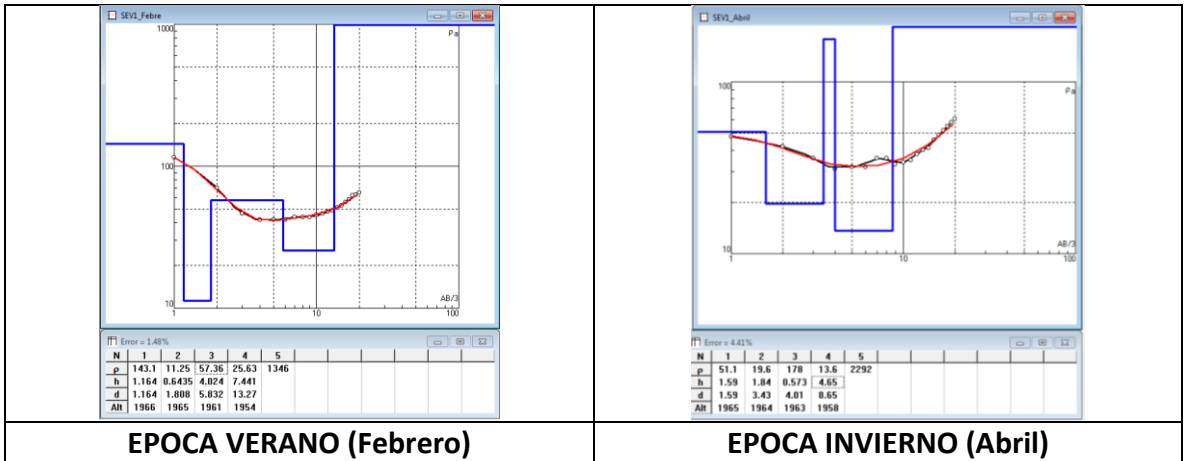 SEV1_Febre
1000
ρa
100
10
AB/3
1
10
100
Error = 1.48%
N 1 2 3 4 5
ρ 143.1 11.25 57.36 25.63 1346
h 1.164 0.6435 4.024 7.441
d 1.164 1.808 5.832 13.27
Alt 1966 1965 1961 1954
EPOCA VERANO (Febrero)
SEV1_Abril
100
ρa
10
AB/3
1
10
100
Error = 4.41%
N 1 2 3 4 5
ρ 51.1 19.6 178 13.6 2292
h 1.59 1.84 0.573 4.65
d 1.59 3.43 4.01 8.65
Alt 1965 1964 1963 1958
EPOCA INVIERNO (Abril)